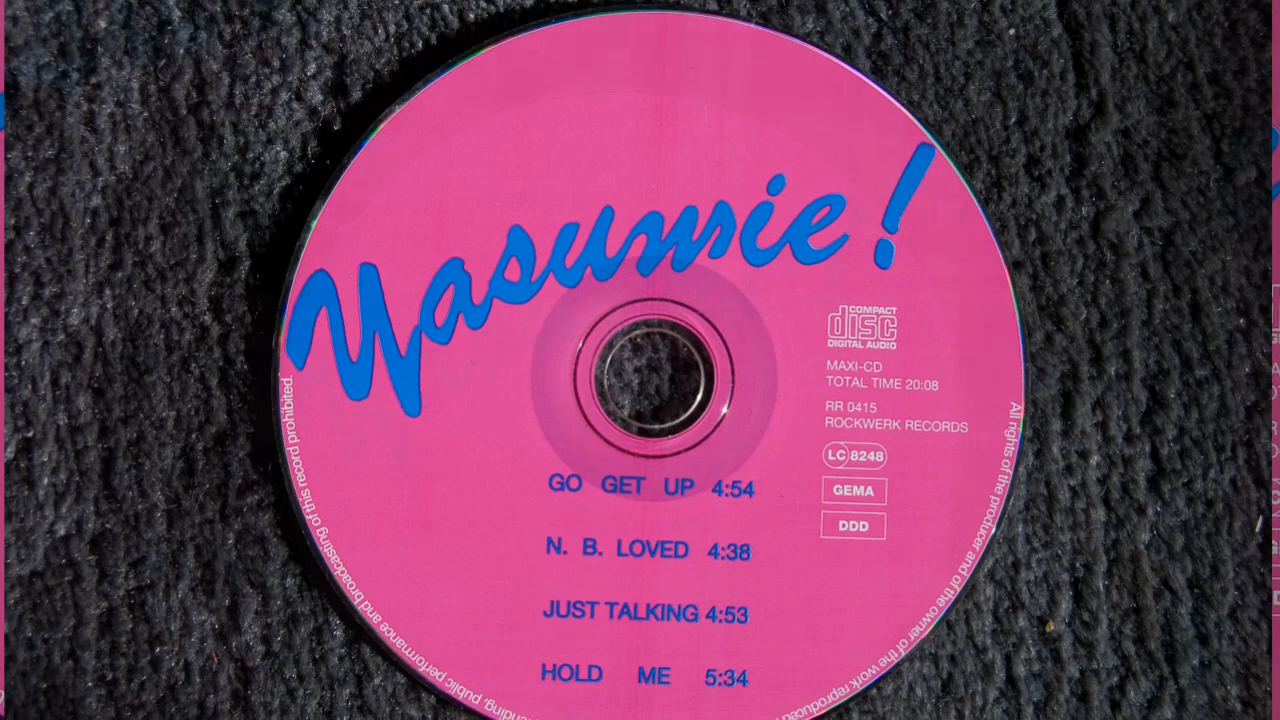 Yasumie!
COMPACT
disc
DIGITAL AUDIO
MAXI-CD
TOTAL TIME 20:08
RR 0415
ROCKWERK RECORDS
LC 8248
GEMA
DDD
GO GET UP 4:54
N. B. LOVED 4:38
JUST TALKING 4:53
HOLD ME 5:34
All rights of the producer and of the owner of the work reproduced
public performance and broadcasting of this record prohibited.